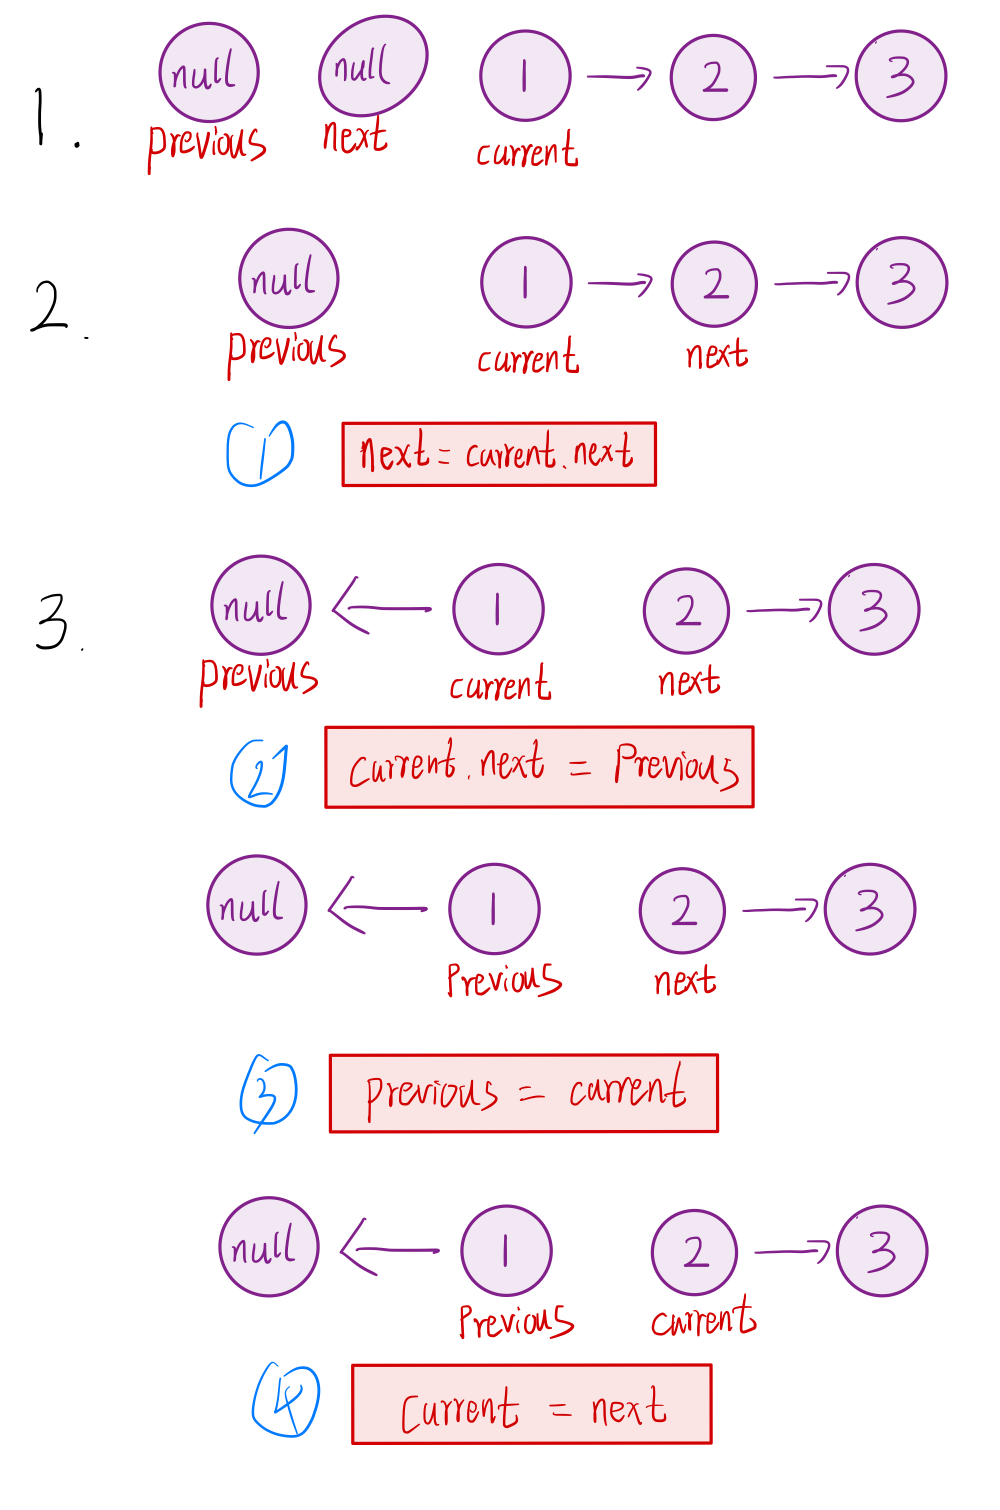 1. null null 1 → 2 → 3
previous next current
2. null 1 → 2 → 3
previous current next
① next = current.next
3. null ← 1 2 → 3
previous current next
② current.next = Previous
null ← 1 2 → 3
Previous next
③ previous = current
null ← 1 2 → 3
Previous current
④ Current = next